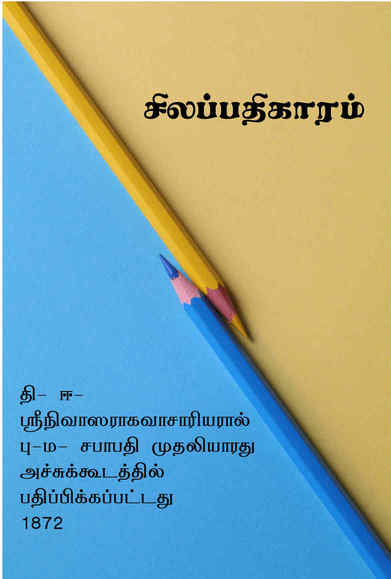 சிலப்பதிகாரம்
தி- ஈ-
ஸ்ரீநிவாஸராகவாசாரியரால்
பு-ம- சபாபதி முதலியாரது
அச்சுக்கூடத்தில்
பதிப்பிக்கப்பட்டது
1872